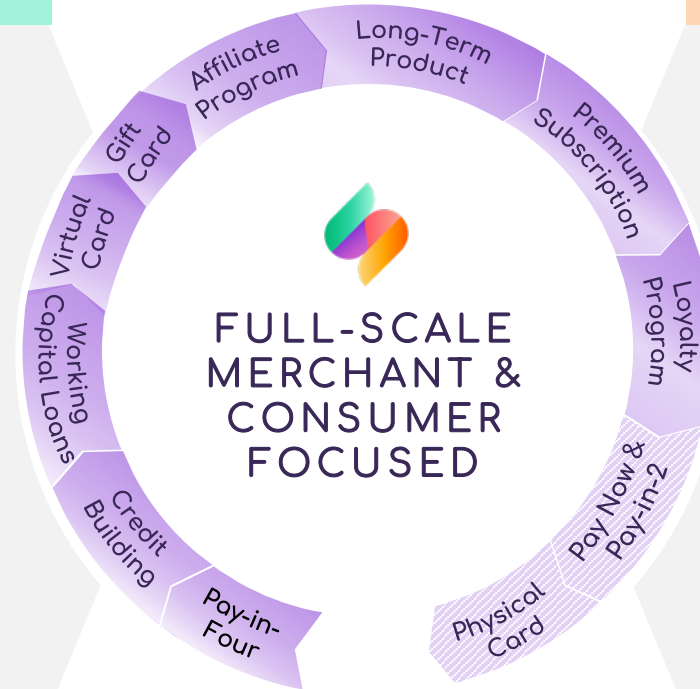 Long-Term
Product
Premium
Subscription
Loyalty
Program
Pay Now &
Pay-in-2
Physical
Card
Pay-in-
Four
Credit
Building
Working
Capital Loans
Virtual
Card
Gift
Card
Affiliate
Program
FULL-SCALE
MERCHANT &
CONSUMER
FOCUSED